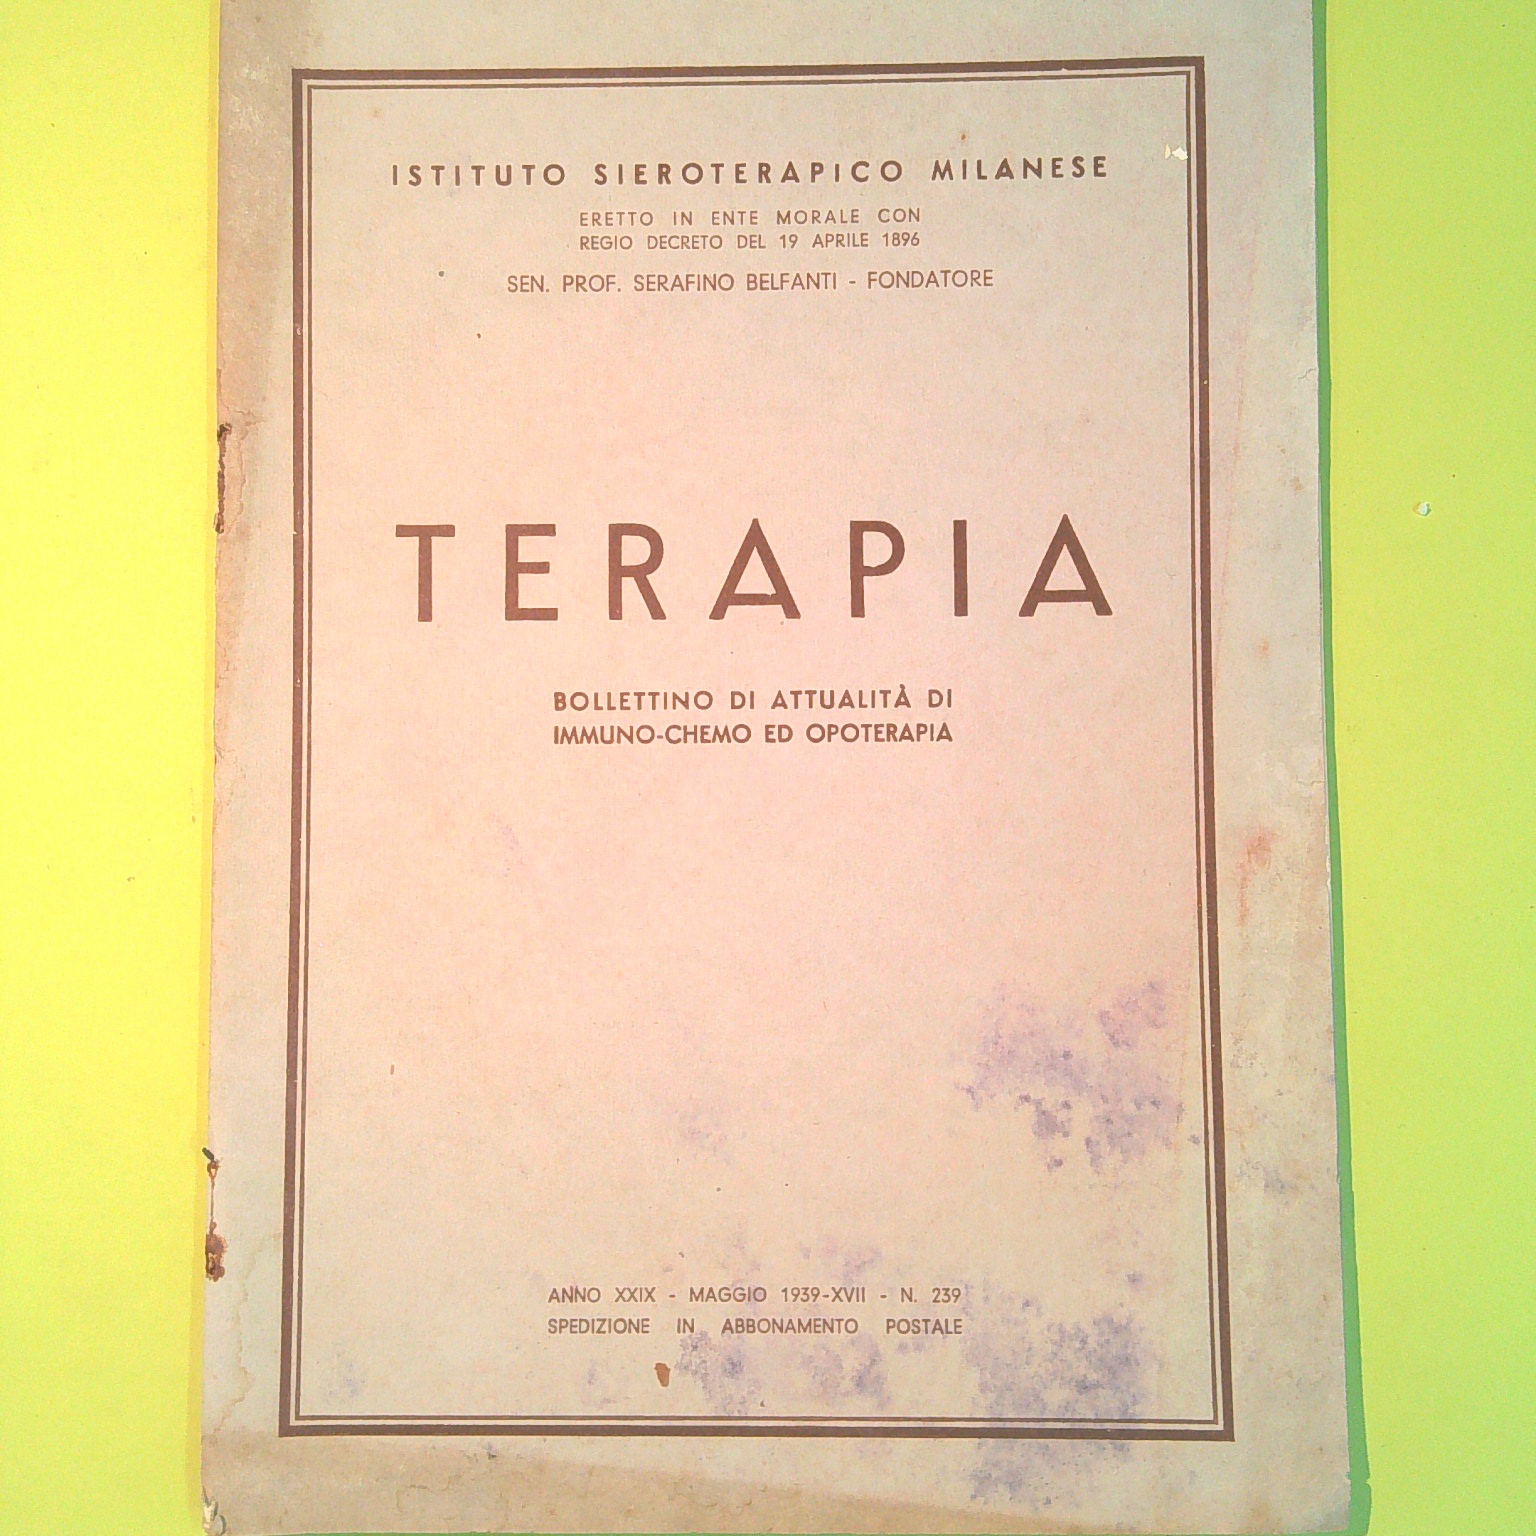 ISTITUTO SIEROTERAPICO MILANESE
ERETTO IN ENTE MORALE CON
REGIO DECRETO DEL 19 APRILE 1896
SEN. PROF. SERAFINO BELFANTI - FONDATORE
TERAPIA
BOLLETTINO DI ATTUALITÀ DI
IMMUNO-CHEMO ED OPOTERAPIA
ANNO XXIX - MAGGIO 1939-XVII - N. 239
SPEDIZIONE IN ABBONAMENTO POSTALE